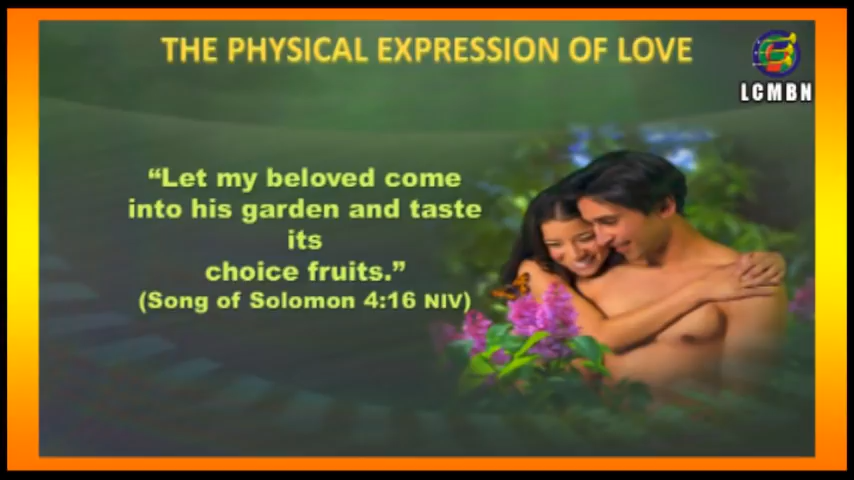 THE PHYSICAL EXPRESSION OF LOVE
LCMBN
“Let my beloved come
into his garden and taste
its
choice fruits.”
(Song of Solomon 4:16 NIV)